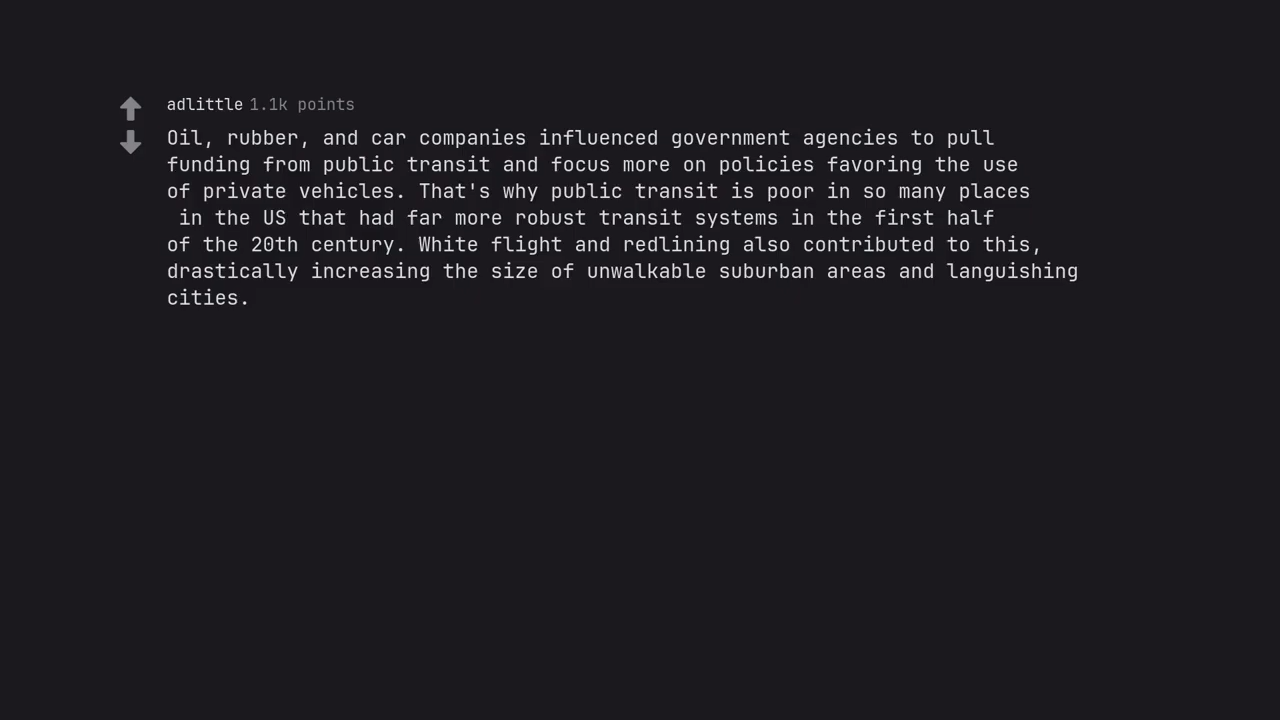 adlittle 1.1k points
Oil, rubber, and car companies influenced government agencies to pull
funding from public transit and focus more on policies favoring the use
of private vehicles. That's why public transit is poor in so many places
in the US that had far more robust transit systems in the first half
of the 20th century. White flight and redlining also contributed to this,
drastically increasing the size of unwalkable suburban areas and languishing
cities.